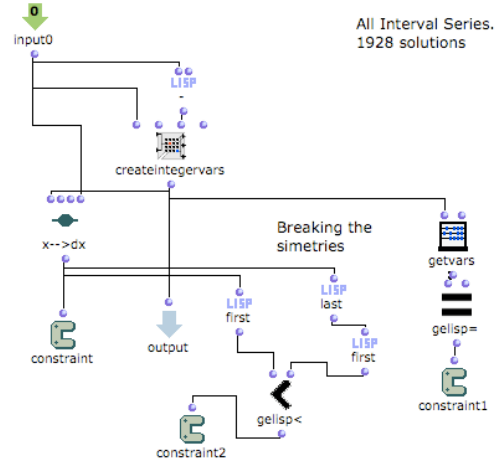 0
All Interval Series.
1928 solutions
input0
LISP
-
createintegervars
Breaking the
simetries
x-->dx
getvars
LISP
first
LISP
last
gelisp=
constraint
output
LISP
first
constraint1
gelisp<
constraint2